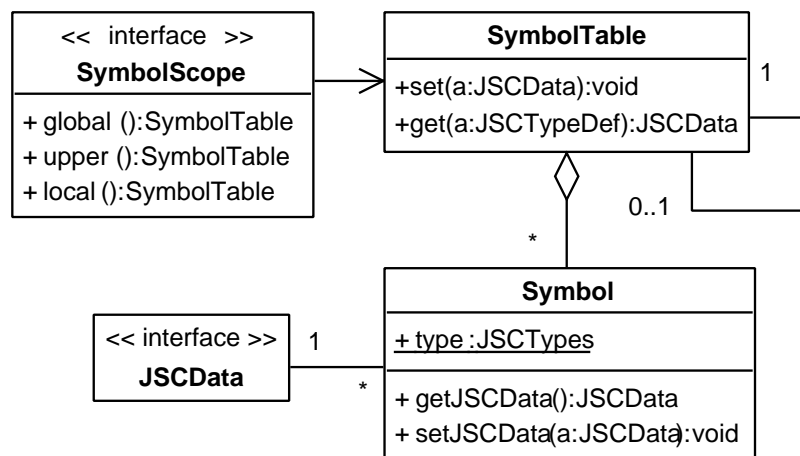 << interface >>
SymbolScope
+ global ():SymbolTable
+ upper ():SymbolTable
+ local ():SymbolTable
SymbolTable
+set(a:JSCData):void
+get(a:JSCTypeDef):JSCData
1
0..1
*
Symbol
+ type :JSCTypes
+ getJSCData():JSCData
+ setJSCData(a:JSCData):void
<< interface >>
JSCData
1
*